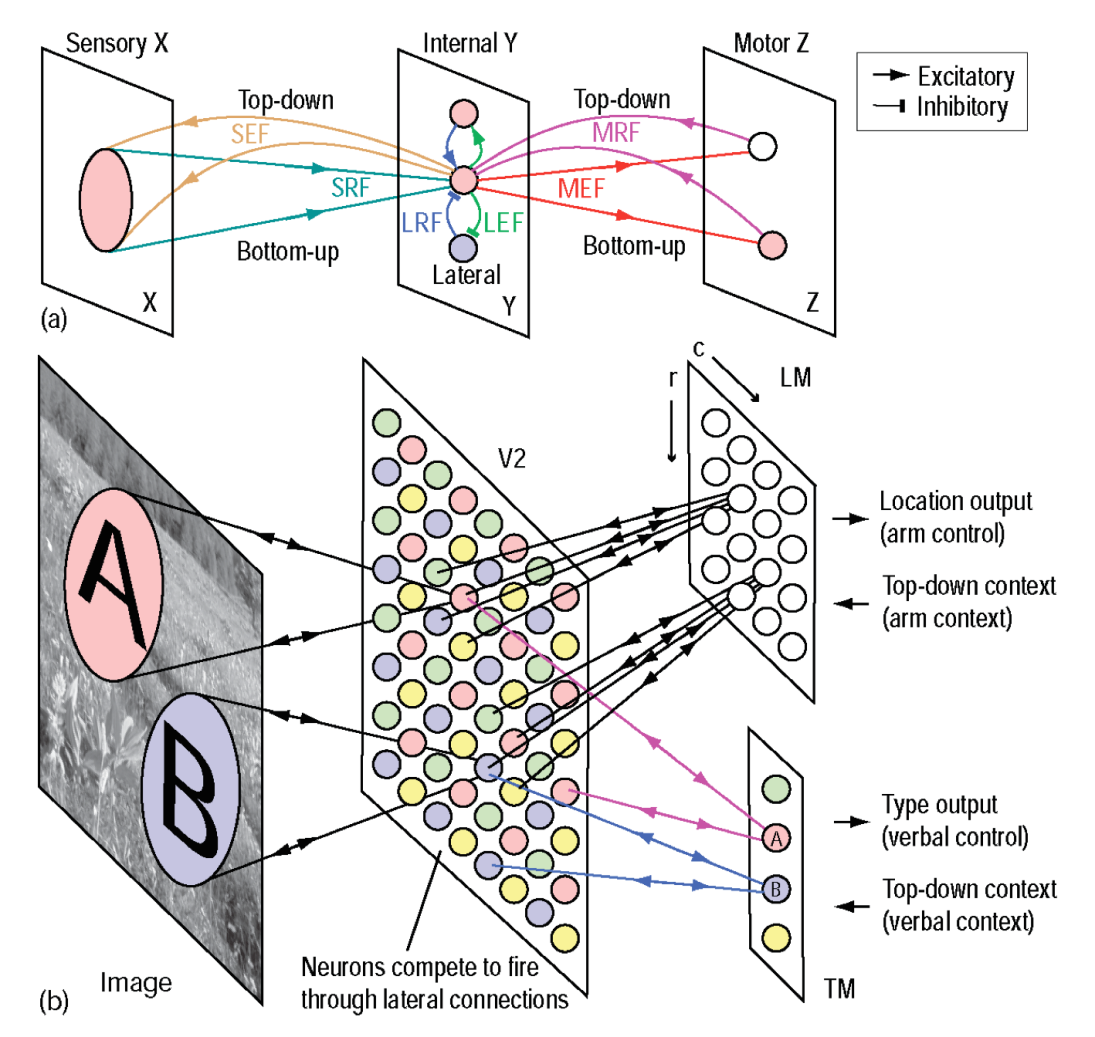 Sensory X
Internal Y
Motor Z
Excitatory
Inhibitory
Top-down
Top-down
SEF
MRF
SRF
MEF
LRF
LEF
Bottom-up
Bottom-up
Lateral
X
Y
Z
(a)
c
r
LM
V2
A
B
Location output
(arm control)
Top-down context
(arm context)
A
B
Type output
(verbal control)
Top-down context
(verbal context)
TM
Neurons compete to fire
through lateral connections
Image
(b)